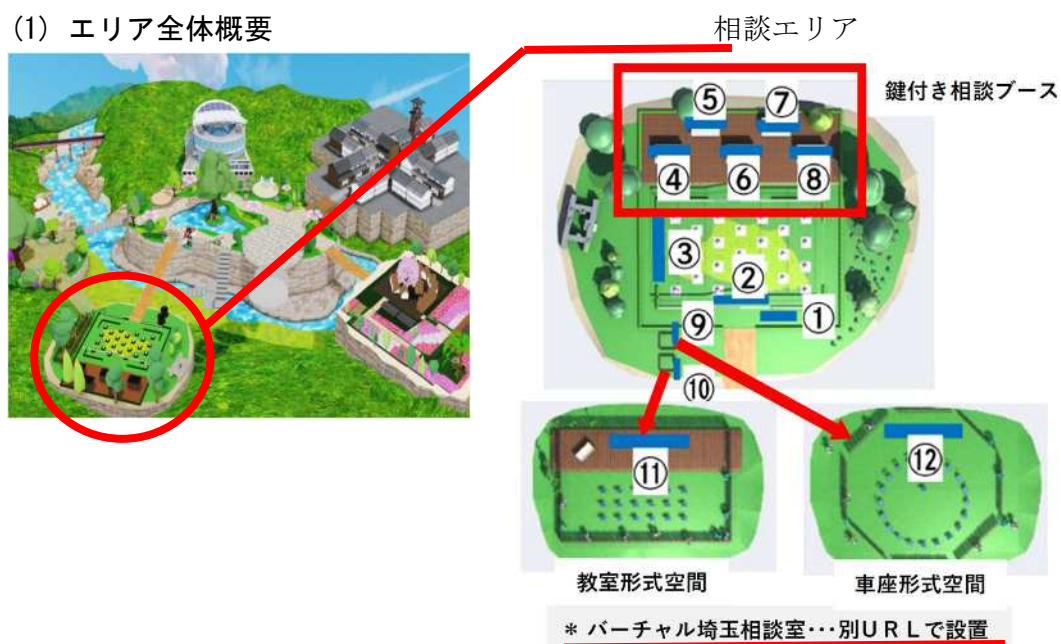 (1) エリア全体概要
相談エリア
鍵付き相談ブース
⑤
⑦
④
⑥
⑧
③
②
①
⑨
⑩
⑪
⑫
教室形式空間
車座形式空間
* バーチャル埼玉相談室･･･別ＵＲＬで設置